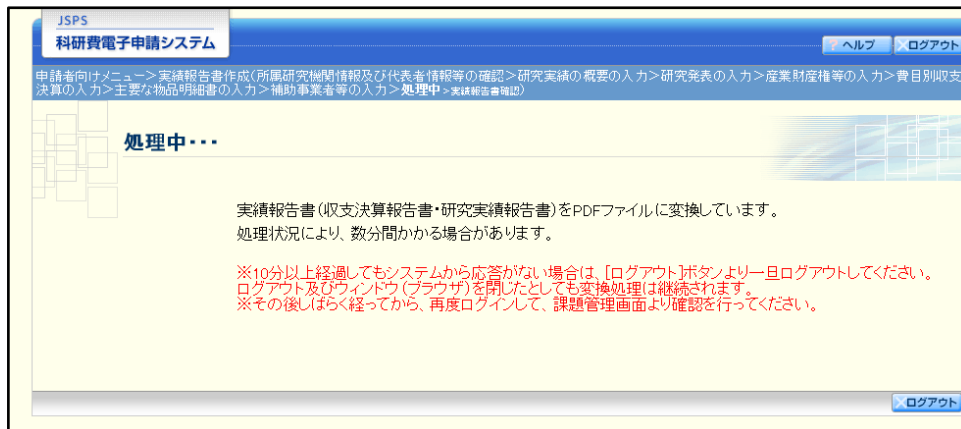 JSPS
科研費電子申請システム
? ヘルプ
ログアウト
申請者向けメニュー>実績報告書作成(所属研究機関情報及び代表者情報等の確認>研究実績の概要の入力>研究発表の入力>産業財産権等の入力>費目別収支
決算の入力>主要な物品明細書の入力>補助事業者等の入力>処理中>実績報告書確認)
処理中・・・
実績報告書(収支決算報告書・研究実績報告書)をPDFファイルに変換しています。
処理状況により、数分間かかる場合があります。
※10分以上経過してもシステムから応答がない場合は、[ログアウト]ボタンより一旦ログアウトしてください。
ログアウト及びウィンドウ(ブラウザ)を閉じたとしても変換処理は継続されます。
※その後しばらく経ってから、再度ログインして、課題管理画面より確認を行ってください。
ログアウト